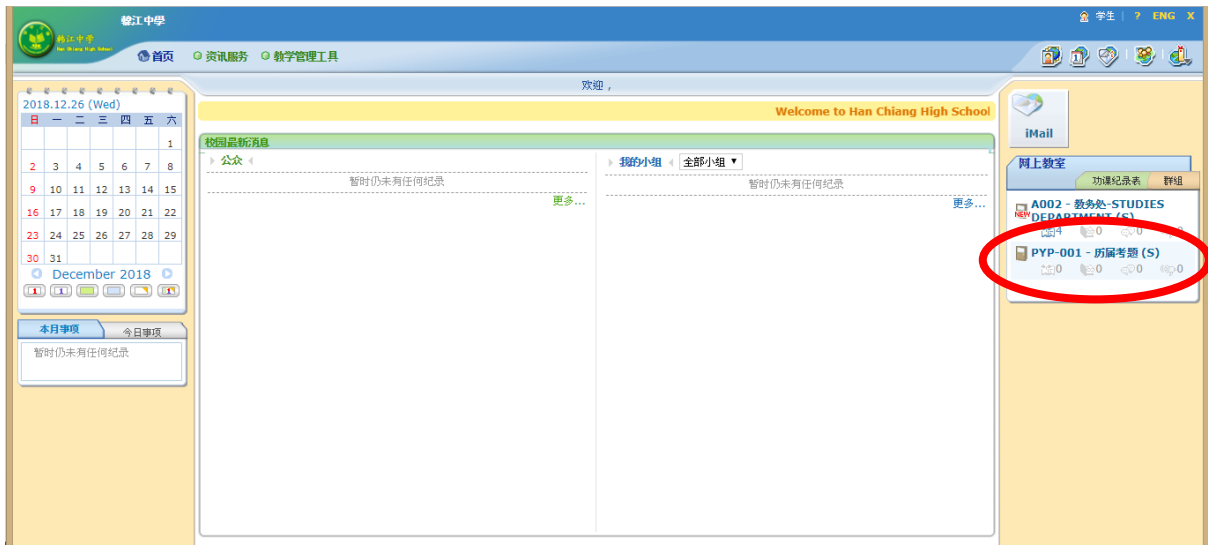 韓江中學
学生 | ? ENG X
韩江中学
Han Chiang High School
首页
资讯服务
教学管理工具
欢迎 ,
2018.12.26 (Wed)
日 一 二 三 四 五 六
1
2 3 4 5 6 7 8
9 10 11 12 13 14 15
16 17 18 19 20 21 22
23 24 25 26 27 28 29
30 31
December 2018
1 1 1
本月事项
今日事项
暂时仍未有任何纪录
Welcome to Han Chiang High School
校园最新消息
公众
暂时仍未有任何纪录
更多...
我的小组
全部小组 ▼
暂时仍未有任何纪录
更多...
iMail
网上教室
功课纪录表
群组
NEW
A002 - 教务处-STUDIES
DEPARTMENT (S)
4 0 0 0
PYP-001 - 历届考题 (S)
0 0 0 0